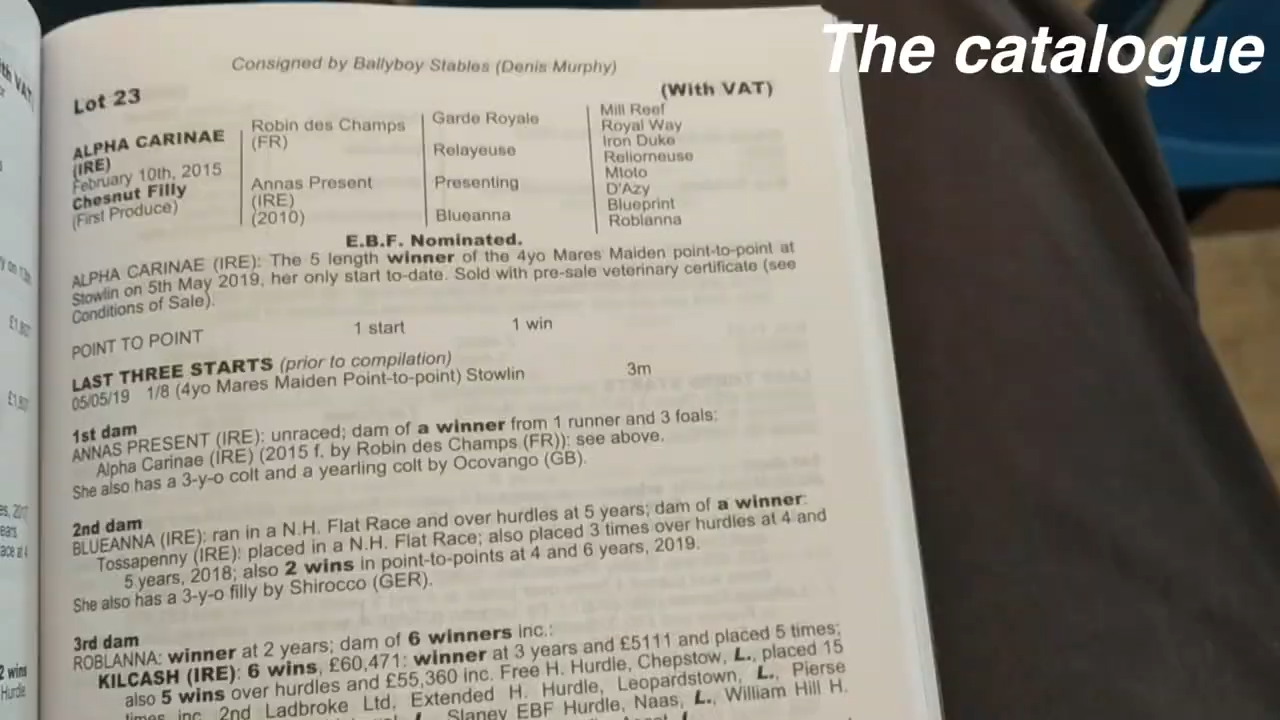 The catalogue
Consigned by Ballyboy Stables (Denis Murphy)
Lot 23
(With VAT)
ALPHA CARINAE
(IRE)
February 10th, 2015
Chesnut Filly
(First Produce)
Robin des Champs
(FR)
Annas Present
(IRE)
(2010)
Garde Royale
Relayeuse
Presenting
Blueanna
Mill Reef
Royal Way
Iron Duke
Reliorneuse
Mtoto
D'Azy
Blueprint
Roblanna
E.B.F. Nominated.
ALPHA CARINAE (IRE): The 5 length winner of the 4yo Mares Maiden point-to-point at
Stowlin on 5th May 2019, her only start to-date. Sold with pre-sale veterinary certificate (see
Conditions of Sale).
POINT TO POINT 1 start 1 win
LAST THREE STARTS (prior to compilation)
05/05/19 1/8 (4yo Mares Maiden Point-to-point) Stowlin 3m
1st dam
ANNAS PRESENT (IRE): unraced; dam of a winner from 1 runner and 3 foals:
Alpha Carinae (IRE) (2015 f. by Robin des Champs (FR)): see above.
She also has a 3-y-o colt and a yearling colt by Ocovango (GB).
2nd dam
BLUEANNA (IRE): ran in a N.H. Flat Race and over hurdles at 5 years; dam of a winner:
Tossapenny (IRE): placed in a N.H. Flat Race; also placed 3 times over hurdles at 4 and
5 years, 2018; also 2 wins in point-to-points at 4 and 6 years, 2019.
She also has a 3-y-o filly by Shirocco (GER).
3rd dam
ROBLANNA: winner at 2 years; dam of 6 winners inc.:
KILCASH (IRE): 6 wins, £60,471: winner at 3 years and £5111 and placed 5 times;
also 5 wins over hurdles and £55,360 inc. Free H. Hurdle, Chepstow, L., placed 15
times inc. 2nd Ladbroke Ltd, Extended H. Hurdle, Leopardstown, L., Pierse
L., Slaney EBF Hurdle, Naas, L., William Hill H.